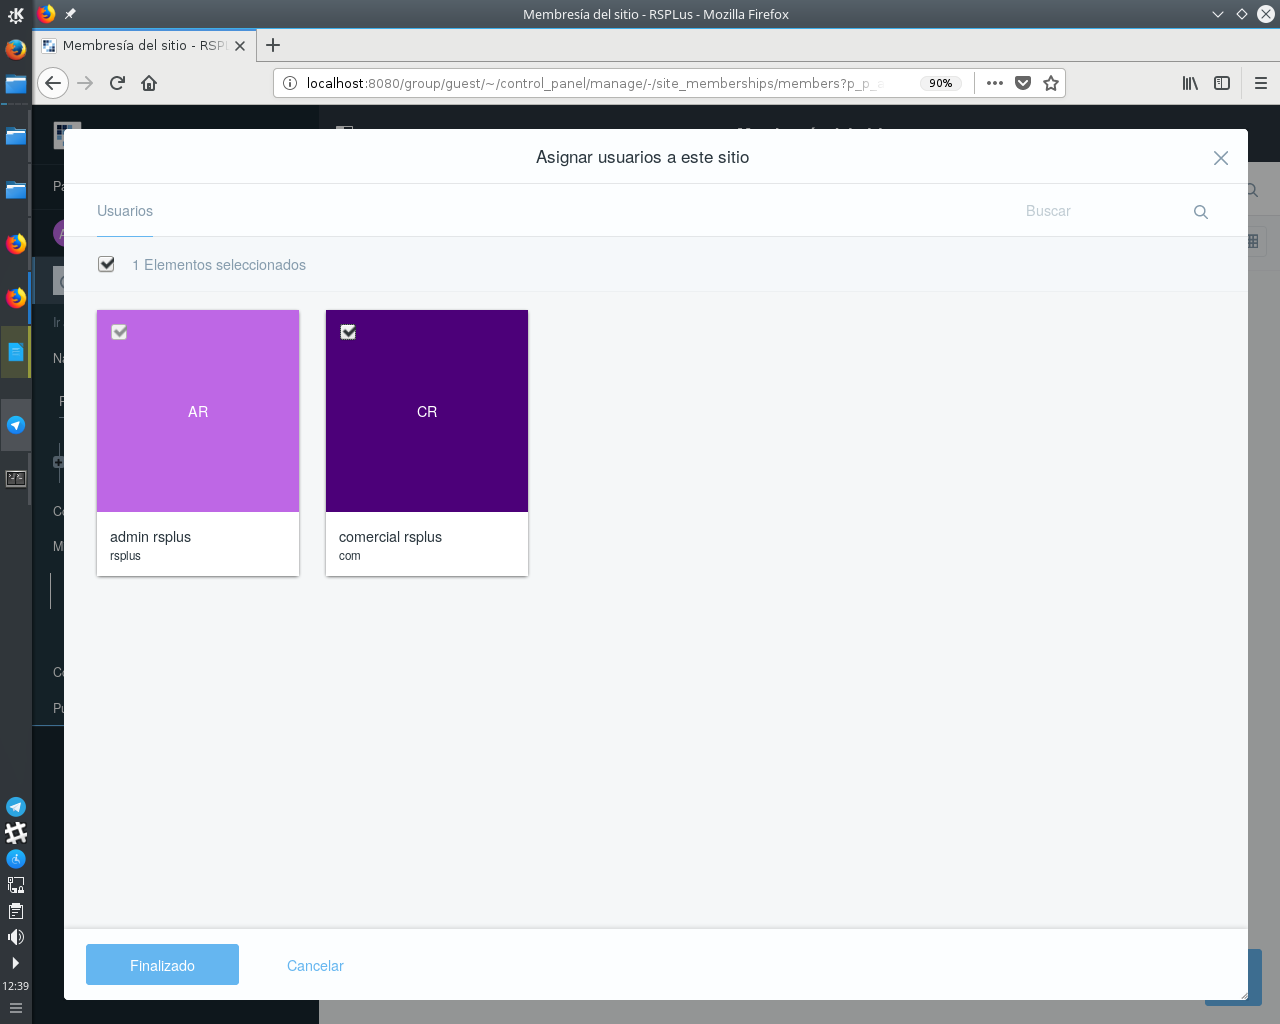 Membresía del sitio - RSPLus - Mozilla Firefox
Membresía del sitio - RSPL
localhost:8080/group/guest/~/control_panel/manage/-/site_memberships/members?p_p_a
90%
Asignar usuarios a este sitio
Usuarios
Buscar
1 Elementos seleccionados
AR
CR
admin rsplus
rsplus
comercial rsplus
com
Finalizado
Cancelar
12:39